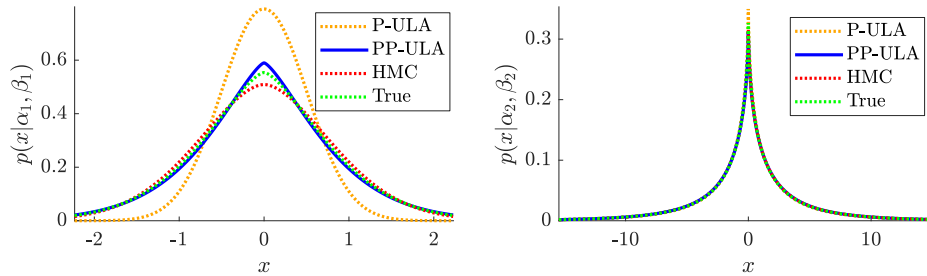 p(x|α₁, β₁)
0.6
0.4
0.2
0
-2
-1
0
1
2
x
P-ULA
PP-ULA
HMC
True
p(x|α₂, β₂)
0.3
0.2
0.1
0
-10
0
10
x
P-ULA
PP-ULA
HMC
True